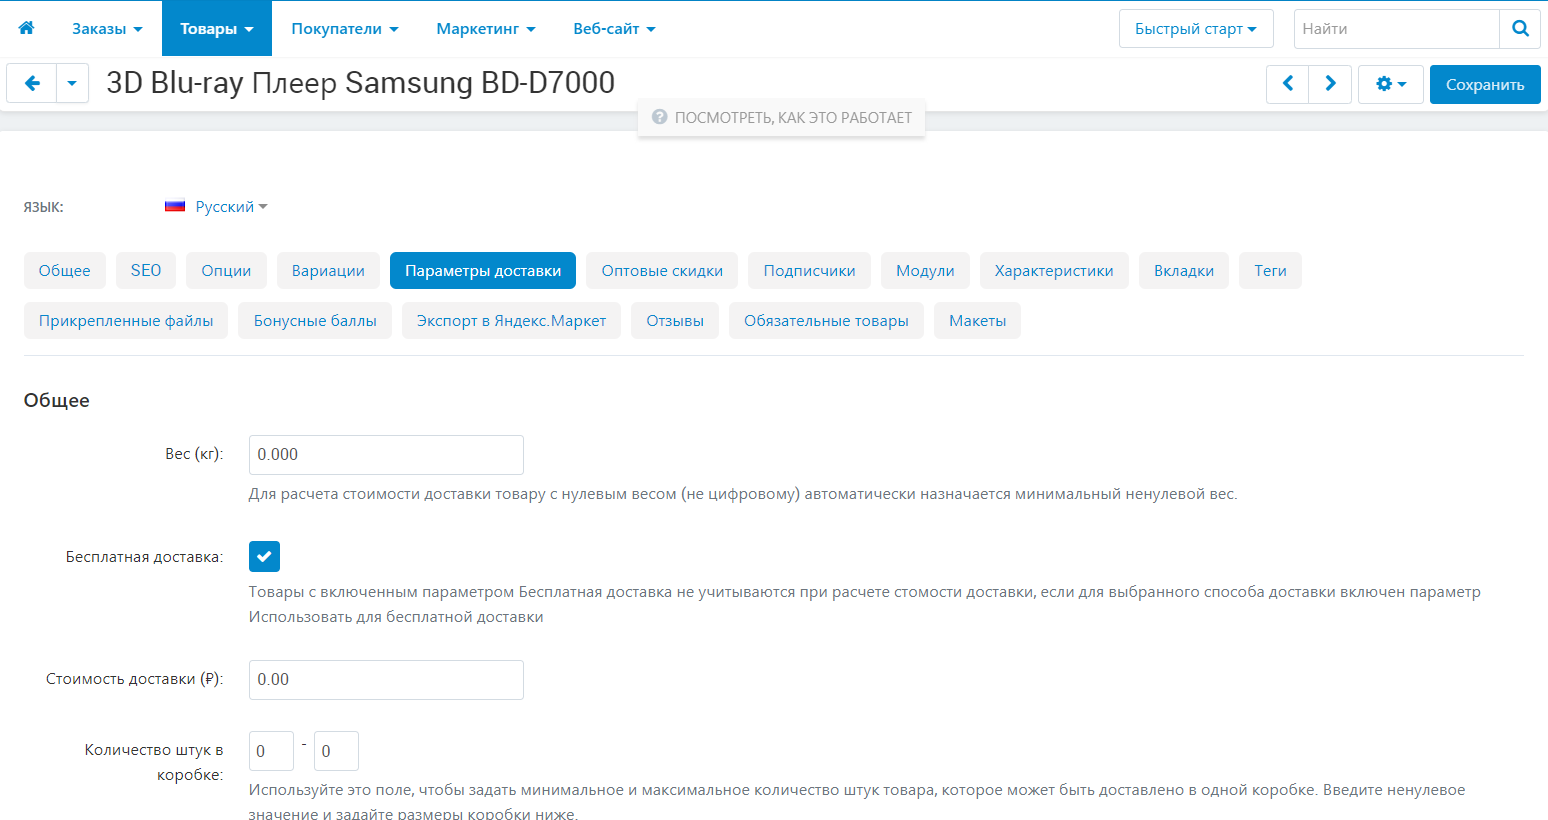 Заказы Товары Покупатели Маркетинг Веб-сайт Быстрый старт Найти
3D Blu-ray Плеер Samsung BD-D7000 Сохранить
ПОСМОТРЕТЬ, КАК ЭТО РАБОТАЕТ
ЯЗЫК: Русский
Общее SEO Опции Вариации Параметры доставки Оптовые скидки Подписчики Модули Характеристики Вкладки Теги
Прикрепленные файлы Бонусные баллы Экспорт в Яндекс.Маркет Отзывы Обязательные товары Макеты
Общее
Вес (кг): 0.000
Для расчета стоимости доставки товару с нулевым весом (не цифровому) автоматически назначается минимальный ненулевой вес.
Бесплатная доставка:
Товары с включенным параметром Бесплатная доставка не учитываются при расчете стомости доставки, если для выбранного способа доставки включен параметр
Использовать для бесплатной доставки
Стоимость доставки (₽): 0.00
Количество штук в
коробке: 0 - 0
Используйте это поле, чтобы задать минимальное и максимальное количество штук товара, которое может быть доставлено в одной коробке. Введите ненулевое
значение и задайте размеры коробки ниже.